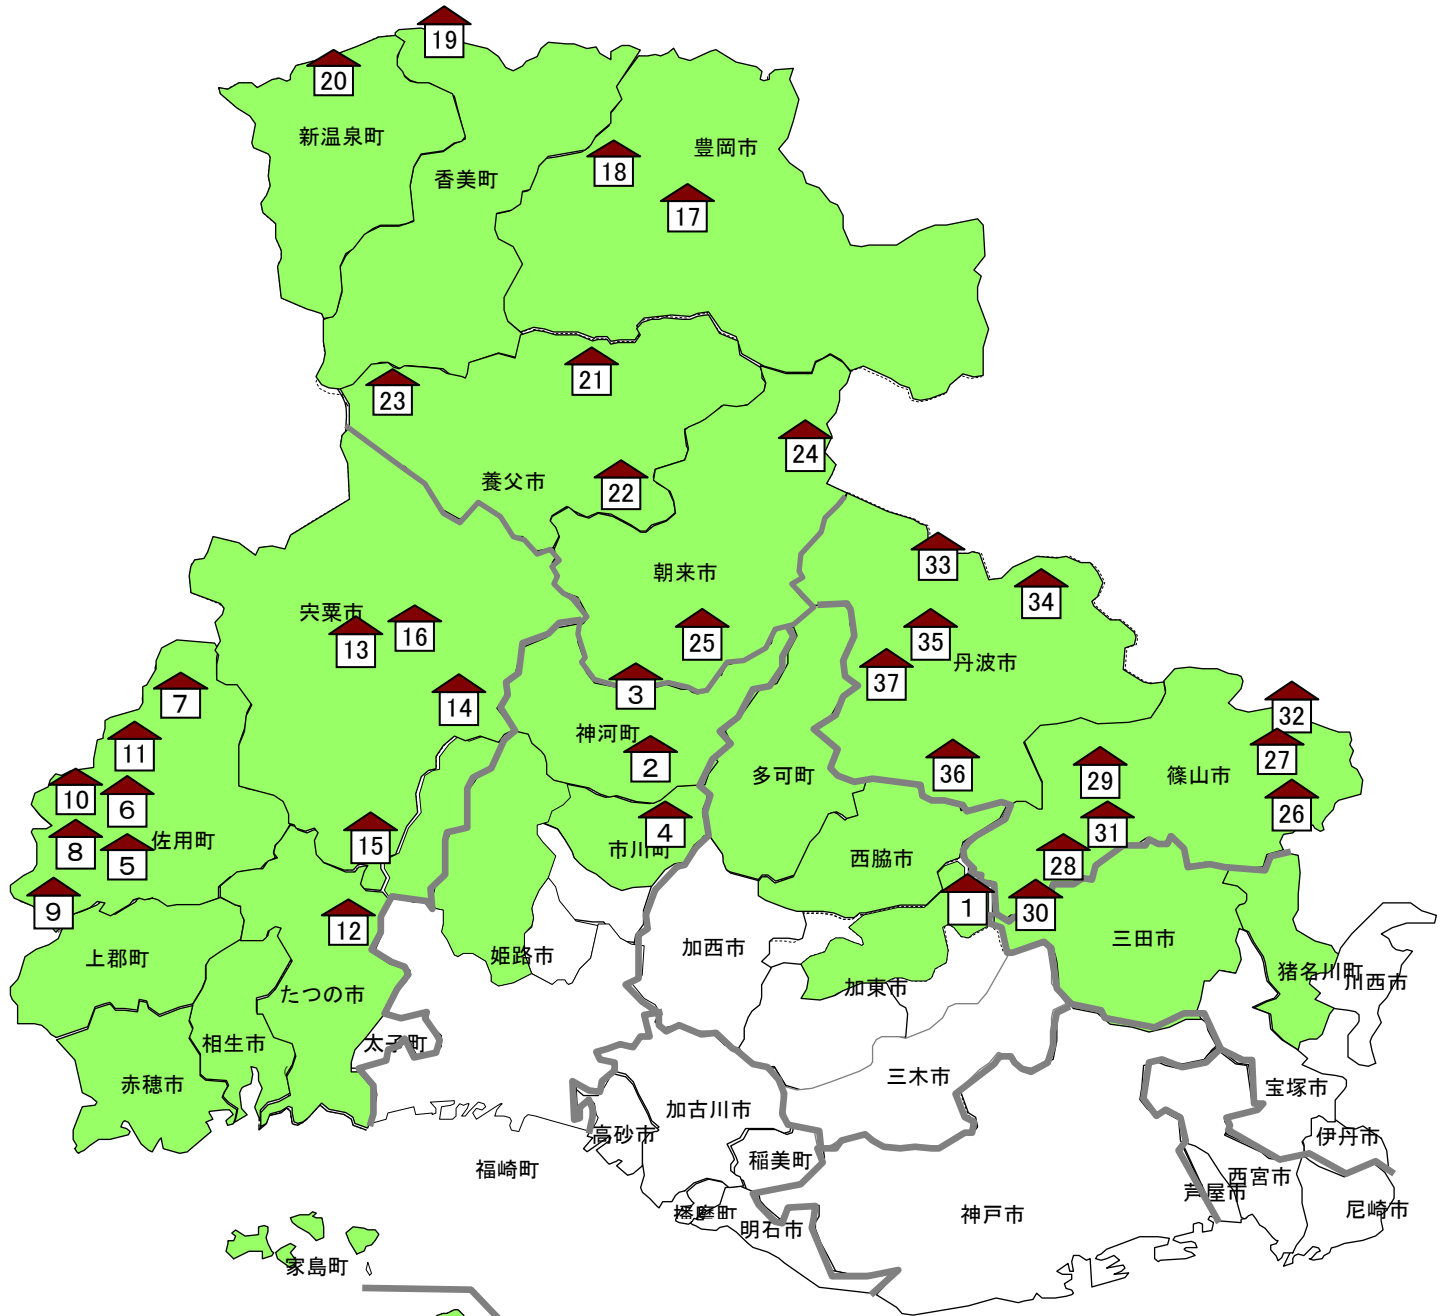 19
20
新温泉町
豊岡市
18
香美町
17
21
23
24
養父市
22
33
朝来市
34
宍粟市
16
13
25
35
丹波市
37
3
7
14
32
神河町
11
27
2
36
29
篠山市
多可町
10
6
26
31
4
佐用町
8
15
市川町
5
西脇市
28
9
1
30
12
三田市
加西市
姫路市
上郡町
猪名川町
川西市
加東市
たつの市
相生市
太子町
三木市
赤穂市
宝塚市
加古川市
高砂市
伊丹市
稲美町
福崎町
西宮市
芦屋市
尼崎市
播磨町
神戸市
明石市
家島町